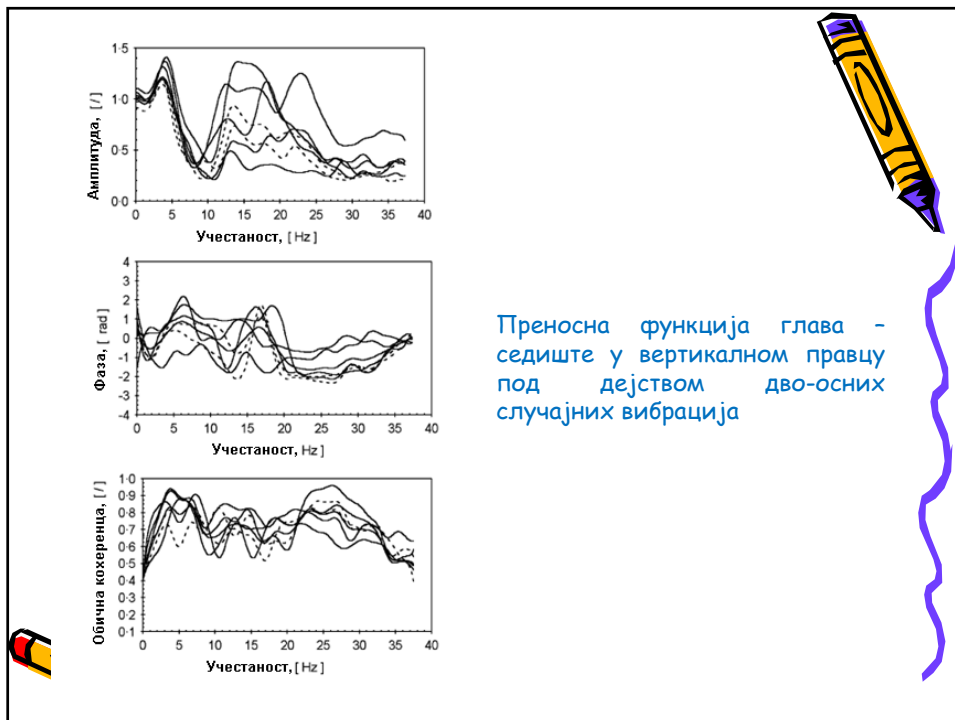 1·5
1·0
0·5
0·0
Амплитуда, [ / ]
0 5 10 15 20 25 30 35 40
Учестаност, [ Hz ]
4
3
2
1
0
-1
-2
-3
-4
Фаза, [ rad ]
0 5 10 15 20 25 30 35 40
Учестаност, Hz ]
1·0
0·9
0·8
0·7
0·6
0·5
0·4
0·3
0·2
0·1
Обична кохеренца, [ / ]
0 5 10 15 20 25 30 35 40
Учестаност, [ Hz ]
Преносна функција глава –
седиште у вертикалном правцу
под дејством дво-осних
случајних вибрација